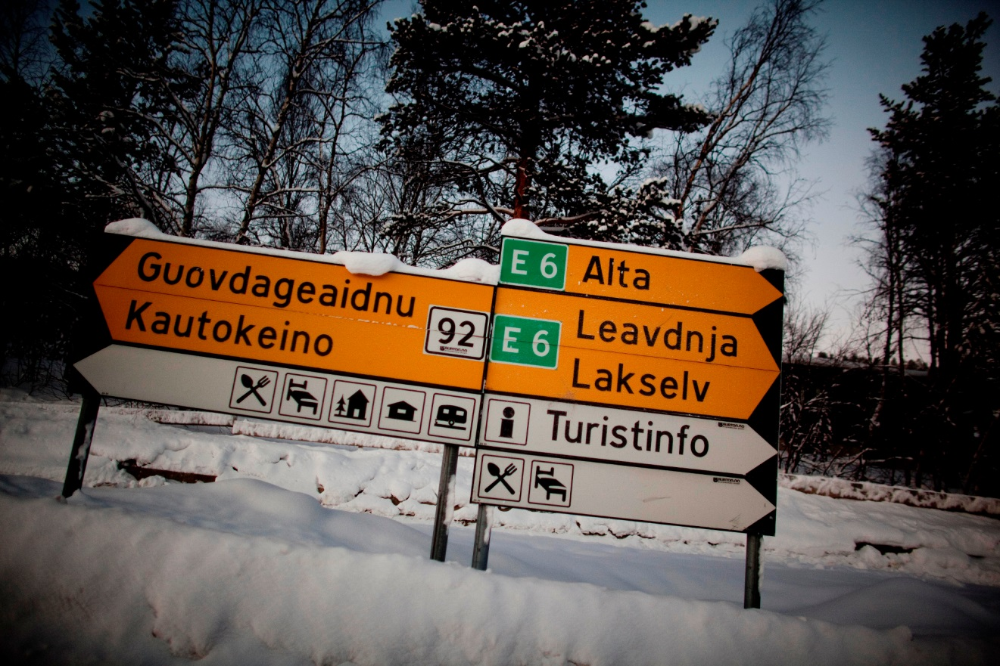 Guovdageaidnu
Kautokeino
92
E 6 Alta
E 6
Leavdnja
Lakselv
Turistinfo